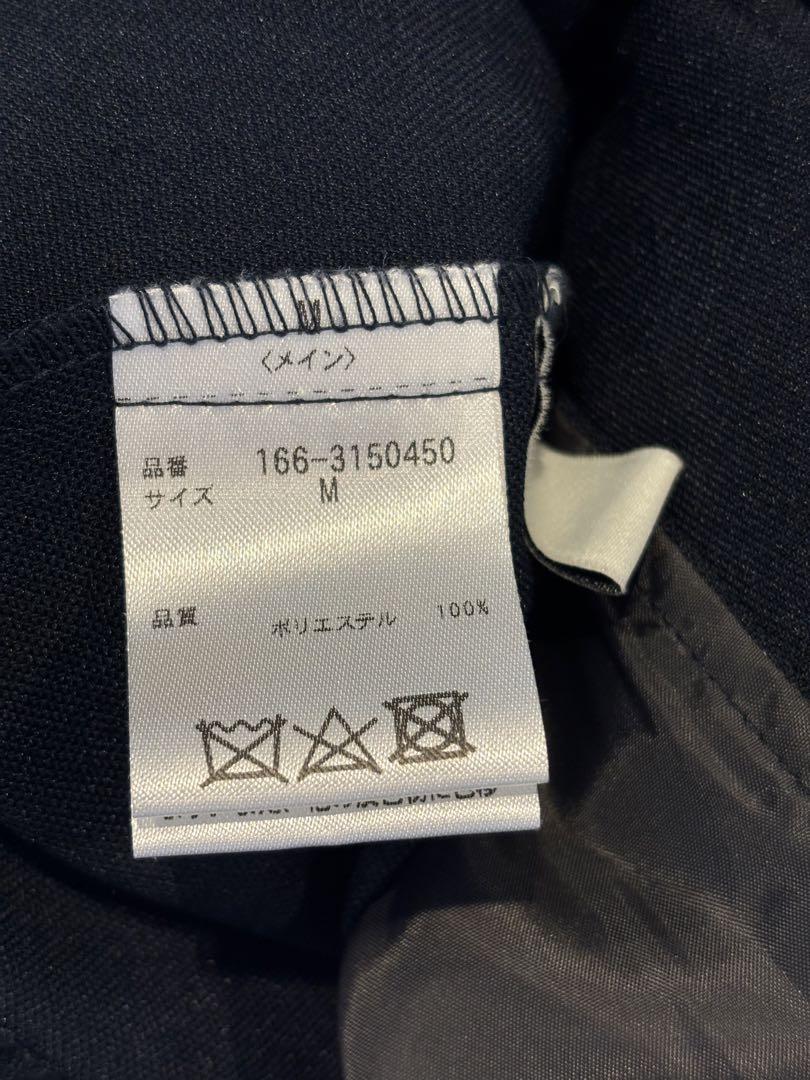 〈メイン〉
品番 166-3150450
サイズ M
品質 ポリエステル 100%